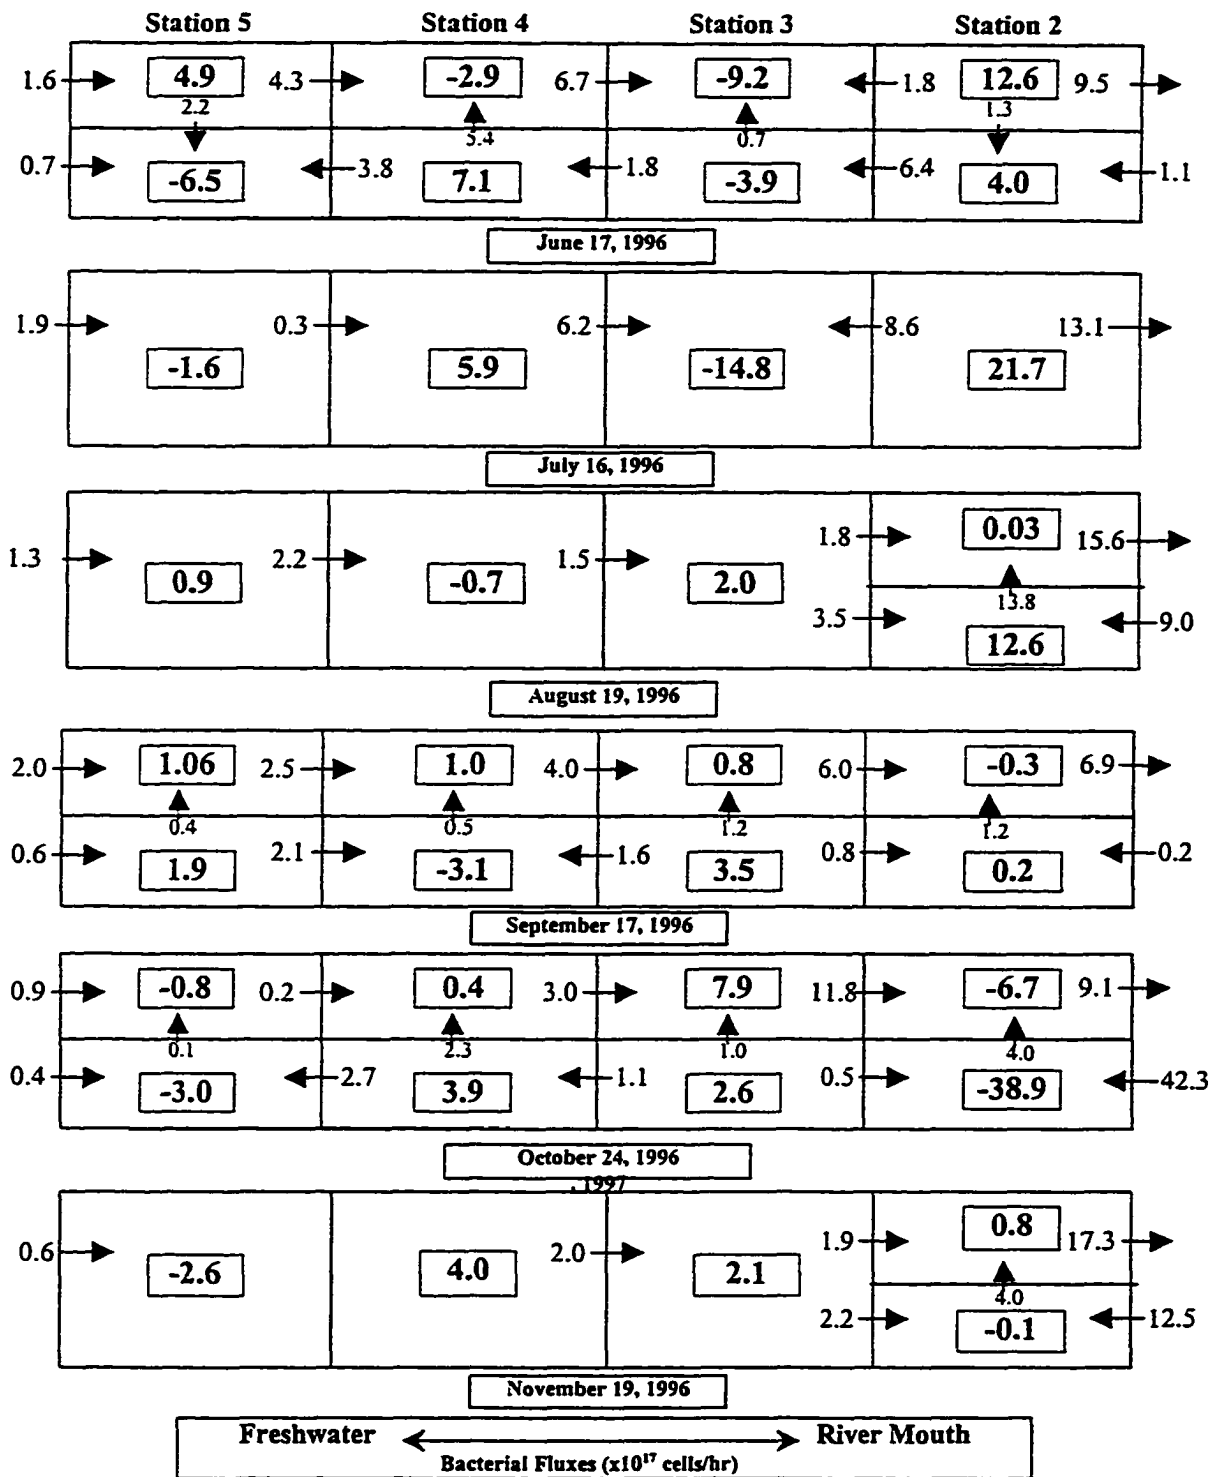 Station 5 Station 4 Station 3 Station 2
1.6 4.9 4.3 -2.9 6.7 -9.2 1.8 12.6 9.5
2.2 5.4 0.7 1.3
0.7 -6.5 3.8 7.1 1.8 -3.9 6.4 4.0 1.1
June 17, 1996
1.9 0.3 6.2 8.6 13.1
-1.6 5.9 -14.8 21.7
July 16, 1996
1.8 0.03 15.6
1.3 0.9 2.2 -0.7 1.5 2.0
13.8
3.5 12.6 9.0
August 19, 1996
2.0 1.06 2.5 1.0 4.0 0.8 6.0 -0.3 6.9
0.4 0.5 1.2 1.2
0.6 1.9 2.1 -3.1 1.6 3.5 0.8 0.2 0.2
September 17, 1996
0.9 -0.8 0.2 0.4 3.0 7.9 11.8 -6.7 9.1
0.1 2.3 1.0 4.0
0.4 -3.0 2.7 3.9 1.1 2.6 0.5 -38.9 42.3
October 24, 1996
, 1997
1.9 0.8 17.3
0.6 -2.6 4.0 2.0 2.1
4.0
2.2 -0.1 12.5
November 19, 1996
Freshwater River Mouth
Bacterial Fluxes (x10¹⁷ cells/hr)